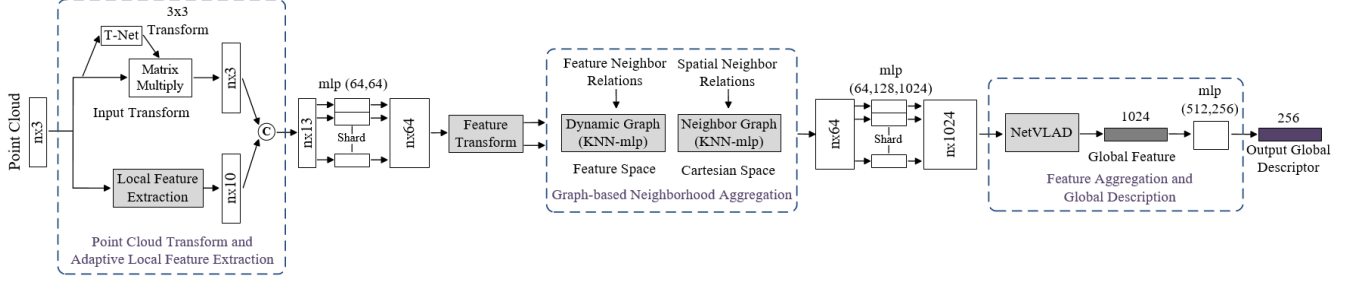 Point Cloud
nx3
3x3
Transform
T-Net
Matrix
Multiply
Input Transform
nx3
Local Feature
Extraction
nx10
Point Cloud Transform and
Adaptive Local Feature Extraction
C
nx13
mlp (64,64)
Shard
nx64
Feature
Transform
Feature Neighbor
Relations
Spatial Neighbor
Relations
Dynamic Graph
(KNN-mlp)
Neighbor Graph
(KNN-mlp)
Feature Space
Cartesian Space
Graph-based Neighborhood Aggregation
nx64
mlp
(64,128,1024)
Shard
nx1024
NetVLAD
1024
Global Feature
mlp
(512,256)
Feature Aggregation and
Global Description
256
Output Global
Descriptor